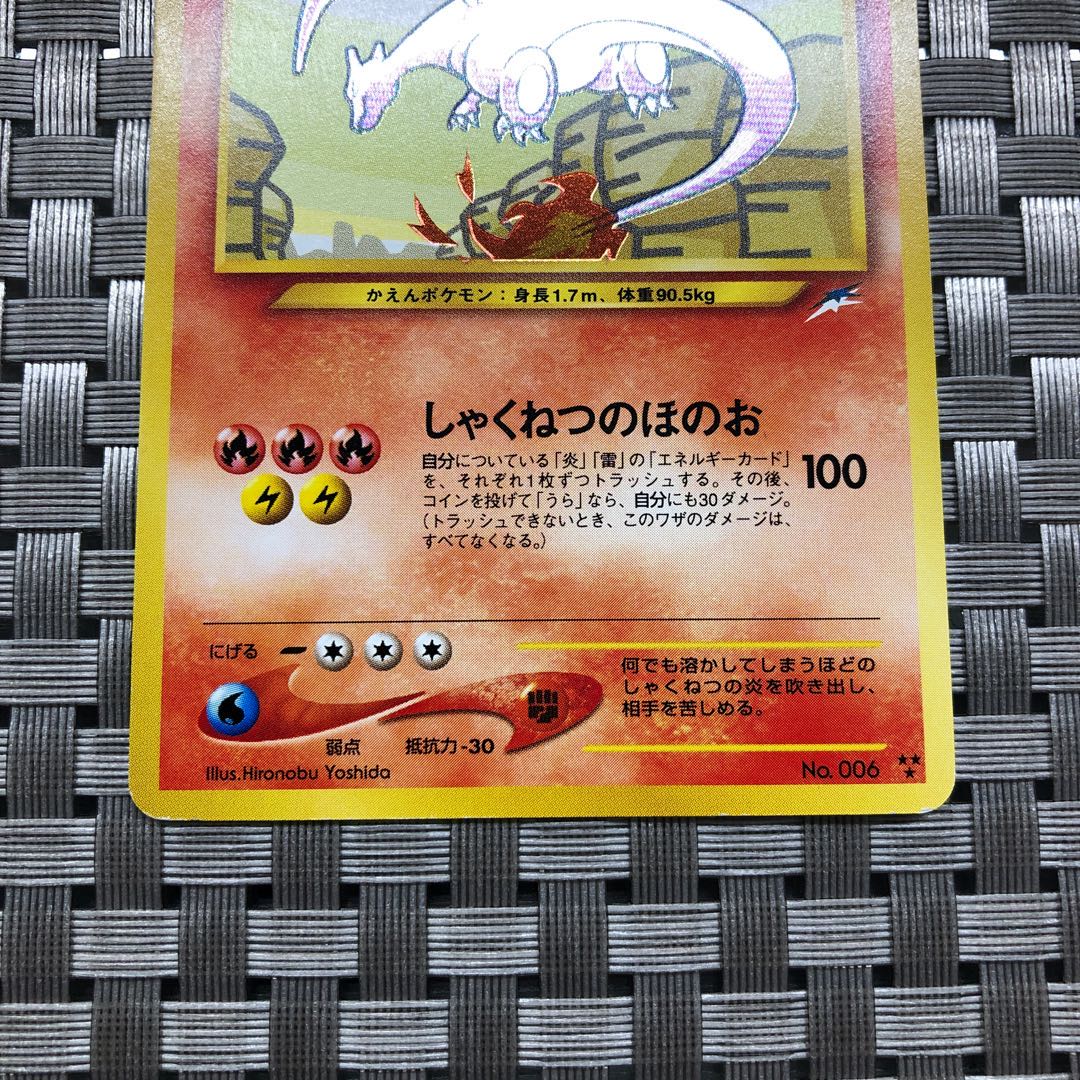 かえんポケモン：身長1.7m、体重90.5kg
しゃくねつのほのお
自分についている「炎」「雷」の「エネルギーカード」
を、それぞれ1枚ずつトラッシュする。その後、
コインを投げて「うら」なら、自分にも30ダメージ。
（トラッシュできないとき、このワザのダメージは、
すべてなくなる。）
100
にげる
何でも溶かしてしまうほどの
しゃくねつの炎を吹き出し、
相手を苦しめる。
弱点 抵抗力-30
Illus.Hironobu Yoshida
No. 006